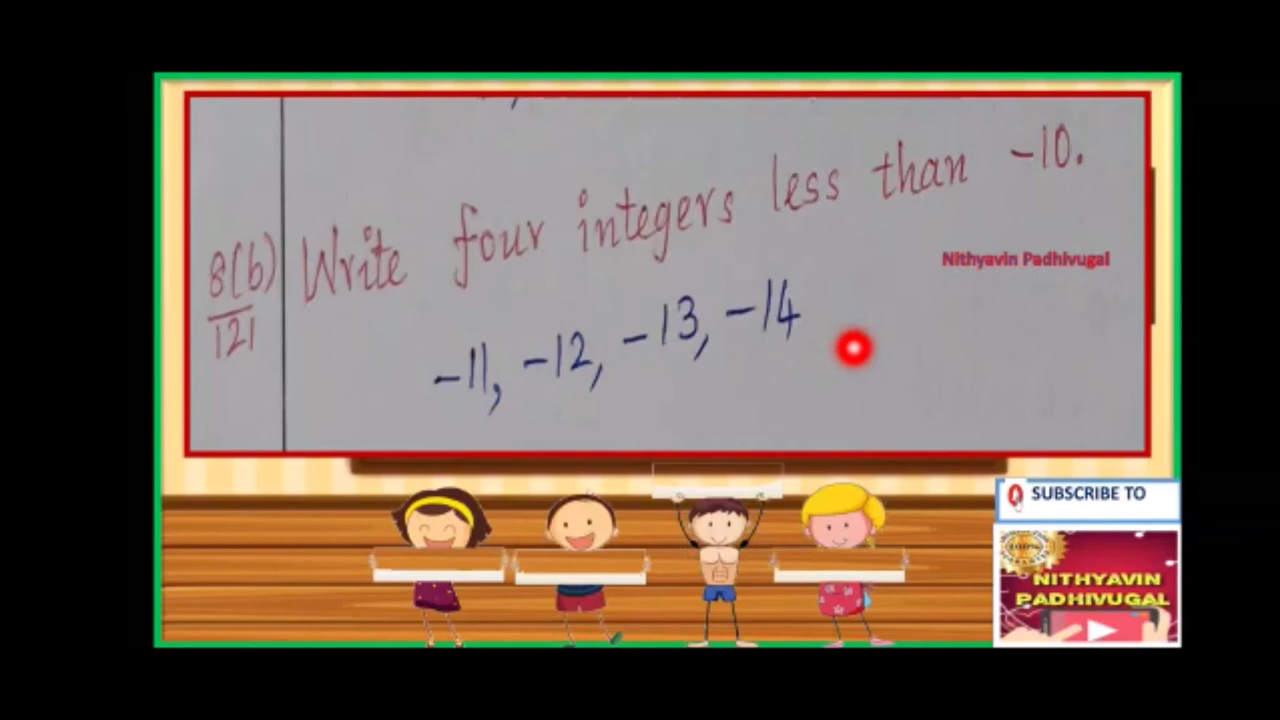 8(b)
121
Write four integers less than -10.
Nithyavin Padhivugal
-11, -12, -13, -14
SUBSCRIBE TO
NITHYAVIN
PADHIVUGAL